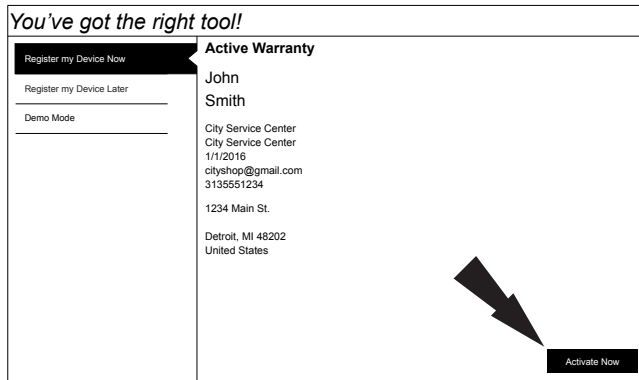 You've got the right tool!
Register my Device Now
Register my Device Later
Demo Mode
Active Warranty
John
Smith
City Service Center
City Service Center
1/1/2016
cityshop@gmail.com
3135551234
1234 Main St.
Detroit, MI 48202
United States
Activate Now